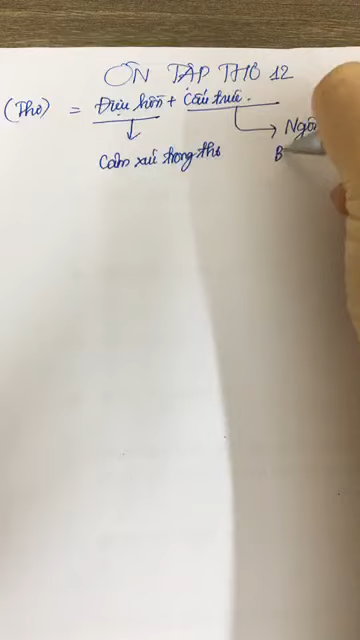 ÔN TẬP THƠ 12
(Thơ) = Điệu hồn + Cấu trúc.
Cảm xúc trong thơ
B